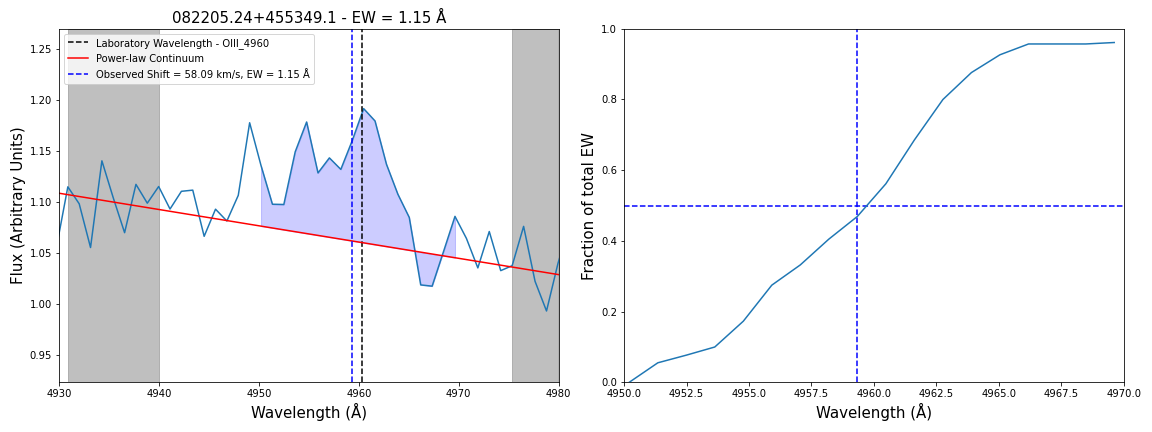 082205.24+455349.1 - EW = 1.15 Å
Laboratory Wavelength - OIII_4960
Power-law Continuum
Observed Shift = 58.09 km/s, EW = 1.15 Å
Flux (Arbitrary Units)
1.25
1.20
1.15
1.10
1.05
1.00
0.95
4930 4940 4950 4960 4970 4980
Wavelength (Å)
Fraction of total EW
1.0
0.8
0.6
0.4
0.2
0.0
4950.0 4952.5 4955.0 4957.5 4960.0 4962.5 4965.0 4967.5 4970.0
Wavelength (Å)